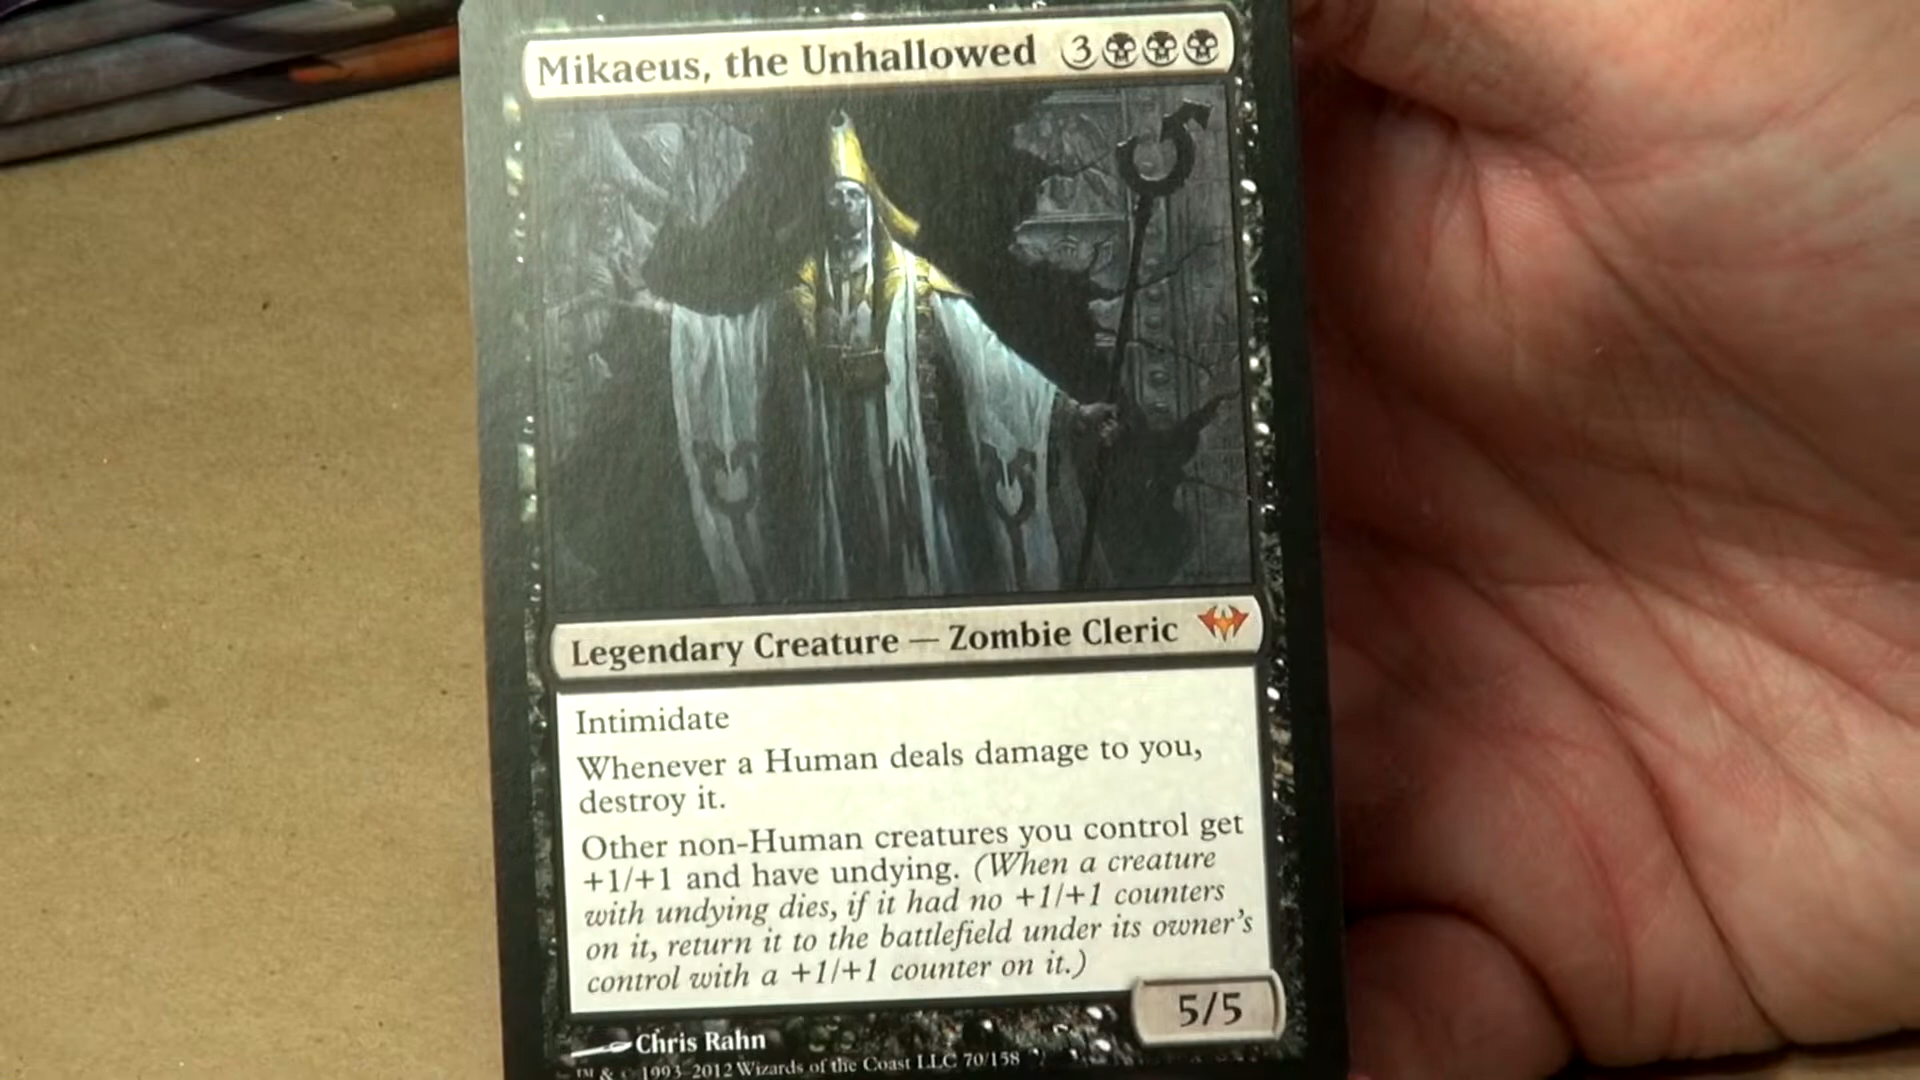 Mikaeus, the Unhallowed 3
Legendary Creature — Zombie Cleric
Intimidate
Whenever a Human deals damage to you,
destroy it.
Other non-Human creatures you control get
+1/+1 and have undying. (When a creature
with undying dies, if it had no +1/+1 counters
on it, return it to the battlefield under its owner's
control with a +1/+1 counter on it.)
5/5
Chris Rahn
™ & © 1993-2012 Wizards of the Coast LLC 70/158